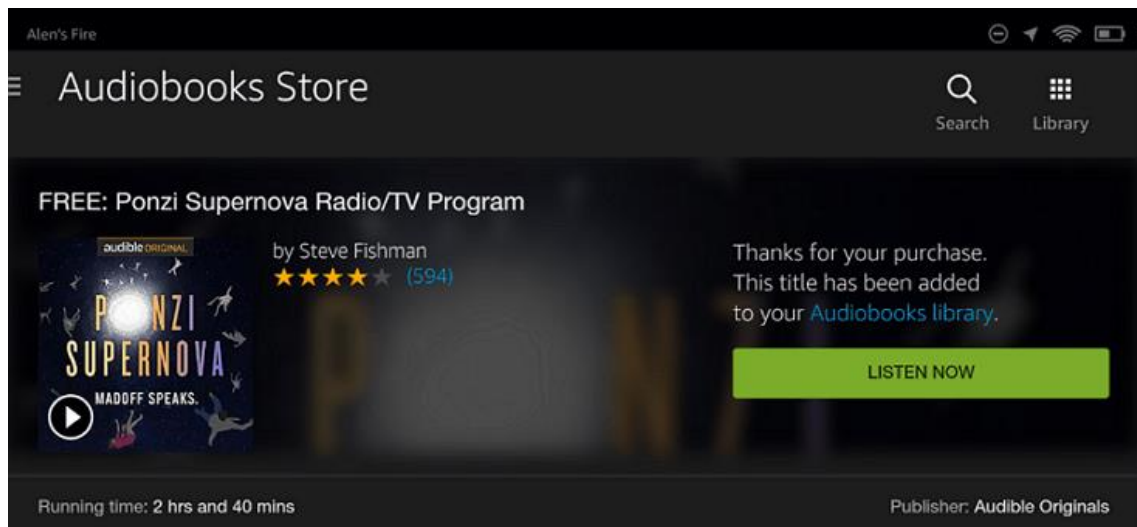 Alen's Fire
Audiobooks Store
Search
Library
FREE: Ponzi Supernova Radio/TV Program
audible ORIGINAL
PONZI
SUPERNOVA
MADOFF SPEAKS.
by Steve Fishman
(594)
Thanks for your purchase.
This title has been added
to your Audiobooks library.
LISTEN NOW
Running time: 2 hrs and 40 mins
Publisher: Audible Originals